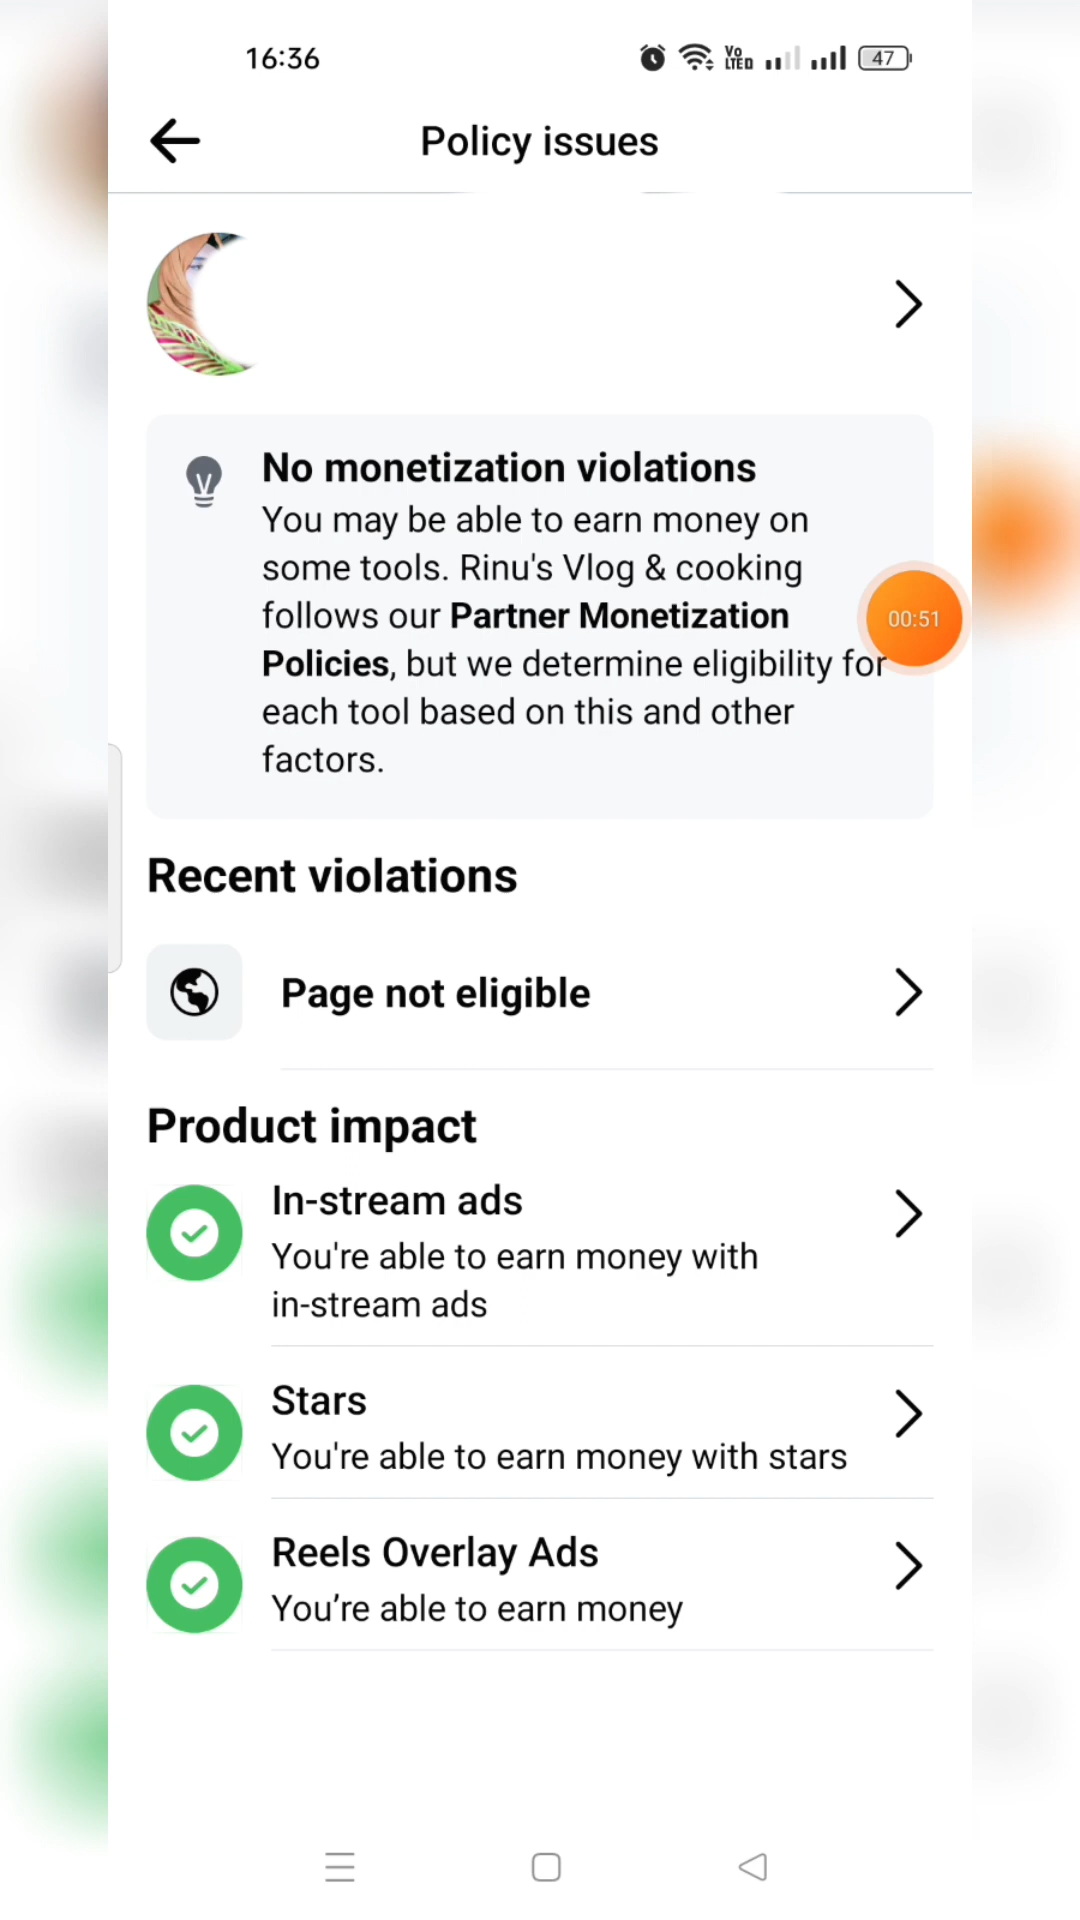 16:36
Vo
LTED
47
Policy issues
No monetization violations
You may be able to earn money on
some tools. Rinu's Vlog & cooking
follows our Partner Monetization
Policies, but we determine eligibility for
each tool based on this and other
factors.
00:51
Recent violations
Page not eligible
Product impact
In-stream ads
You're able to earn money with
in-stream ads
Stars
You're able to earn money with stars
Reels Overlay Ads
You’re able to earn money